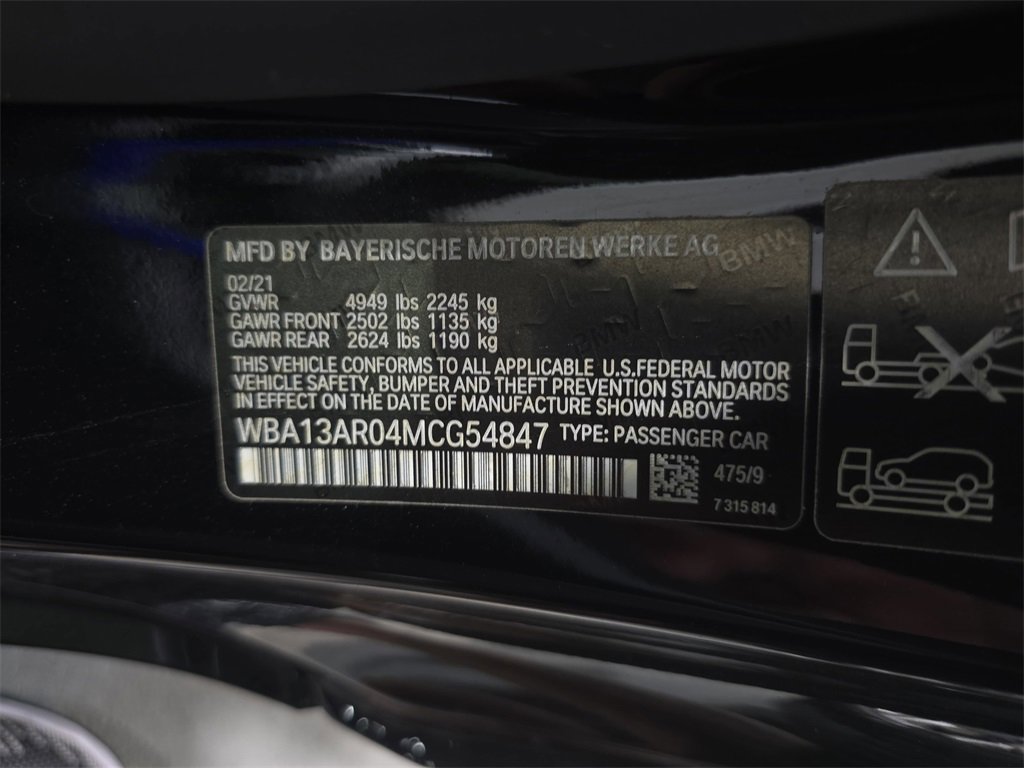 MFD BY BAYERISCHE MOTOREN WERKE AG
02/21
GVWR 4949 lbs 2245 kg
GAWR FRONT 2502 lbs 1135 kg
GAWR REAR 2624 lbs 1190 kg
THIS VEHICLE CONFORMS TO ALL APPLICABLE U.S.FEDERAL MOTOR
VEHICLE SAFETY, BUMPER AND THEFT PREVENTION STANDARDS
IN EFFECT ON THE DATE OF MANUFACTURE SHOWN ABOVE.
WBA13AR04MCG54847 TYPE: PASSENGER CAR
475/9
7 315 814
BMW
BMW
BMW